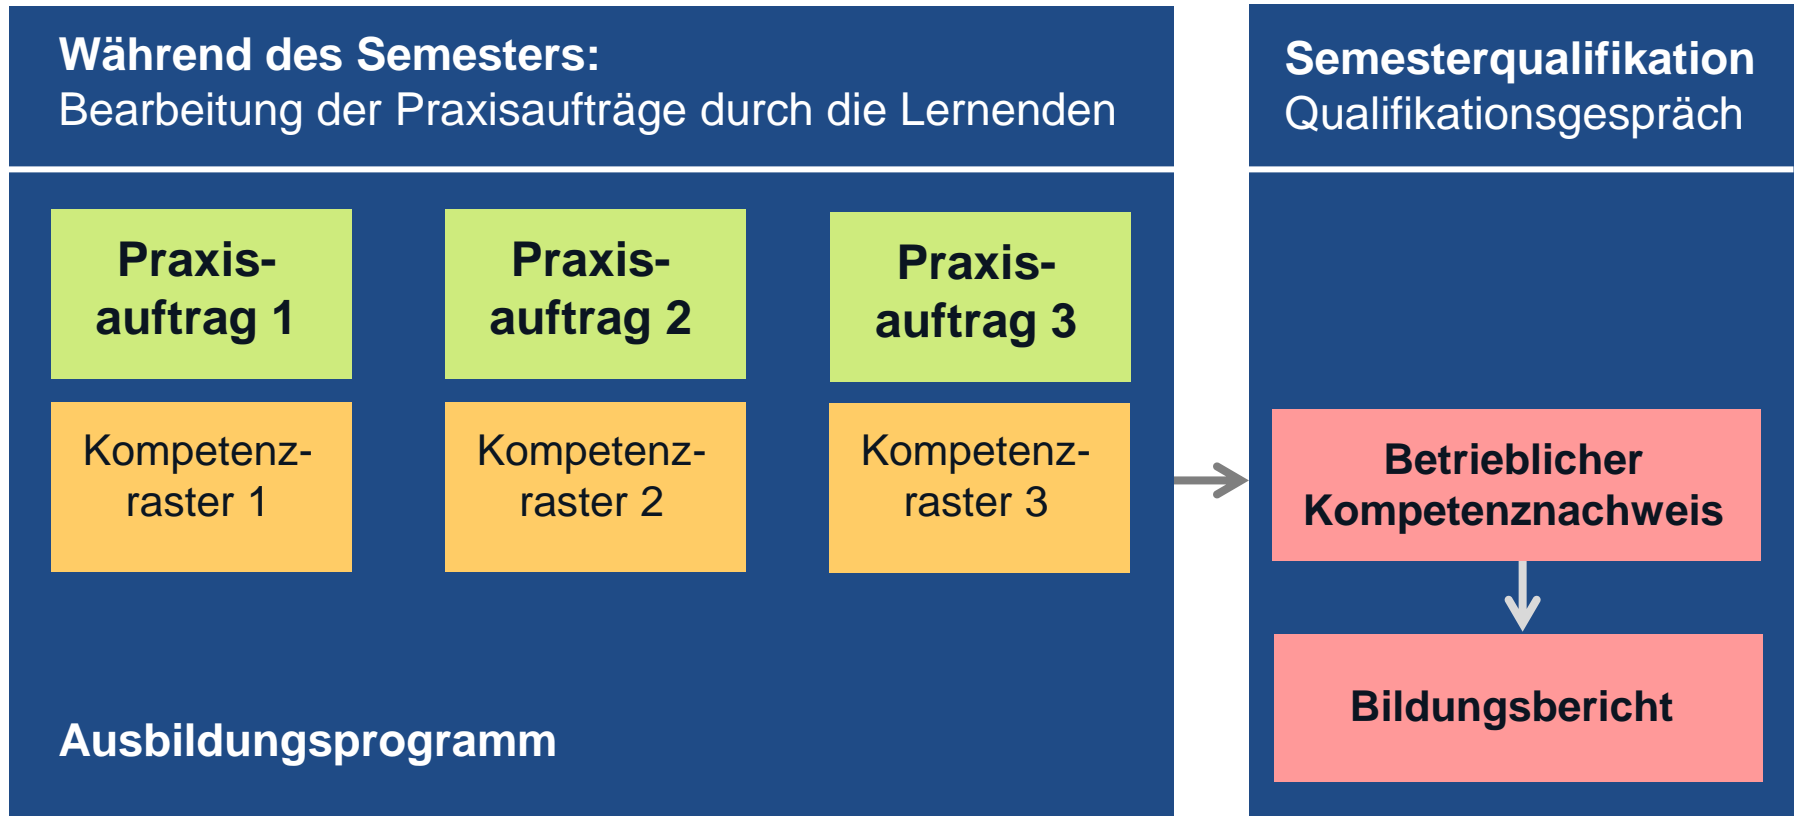 Während des Semesters:
Bearbeitung der Praxisaufträge durch die Lernenden
Semesterqualifikation
Qualifikationsgespräch
Praxis-
auftrag 1
Praxis-
auftrag 2
Praxis-
auftrag 3
Kompetenz-
raster 1
Kompetenz-
raster 2
Kompetenz-
raster 3
Ausbildungsprogramm
Betrieblicher
Kompetenznachweis
Bildungsbericht